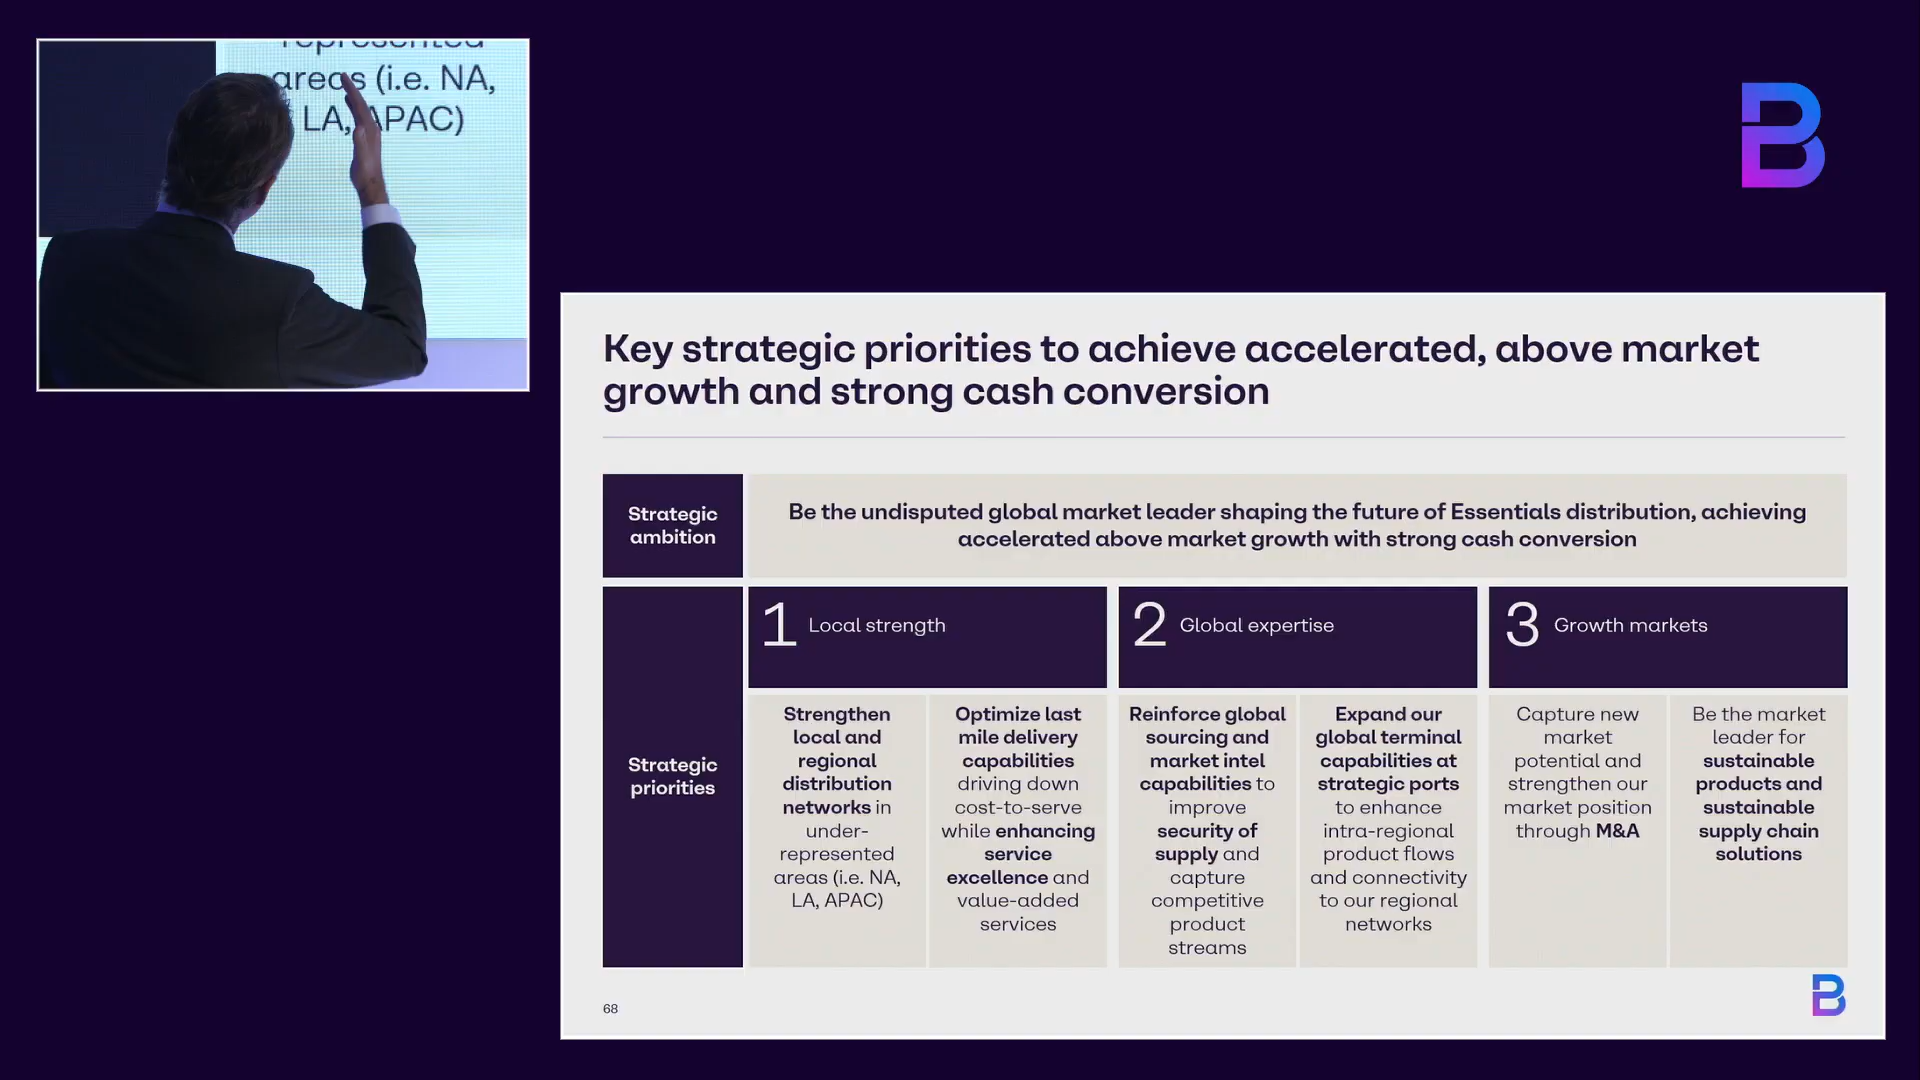 represented
areas (i.e. NA,
LA, APAC)
Key strategic priorities to achieve accelerated, above market
growth and strong cash conversion
Strategic
ambition
Be the undisputed global market leader shaping the future of Essentials distribution, achieving
accelerated above market growth with strong cash conversion
Strategic
priorities
1 Local strength
Strengthen
local and
regional
distribution
networks in
under-
represented
areas (i.e. NA,
LA, APAC)
Optimize last
mile delivery
capabilities
driving down
cost-to-serve
while enhancing
service
excellence and
value-added
services
2 Global expertise
Reinforce global
sourcing and
market intel
capabilities to
improve
security of
supply and
capture
competitive
product
streams
Expand our
global terminal
capabilities at
strategic ports
to enhance
intra-regional
product flows
and connectivity
to our regional
networks
3 Growth markets
Capture new
market
potential and
strengthen our
market position
through M&A
Be the market
leader for
sustainable
products and
sustainable
supply chain
solutions
68